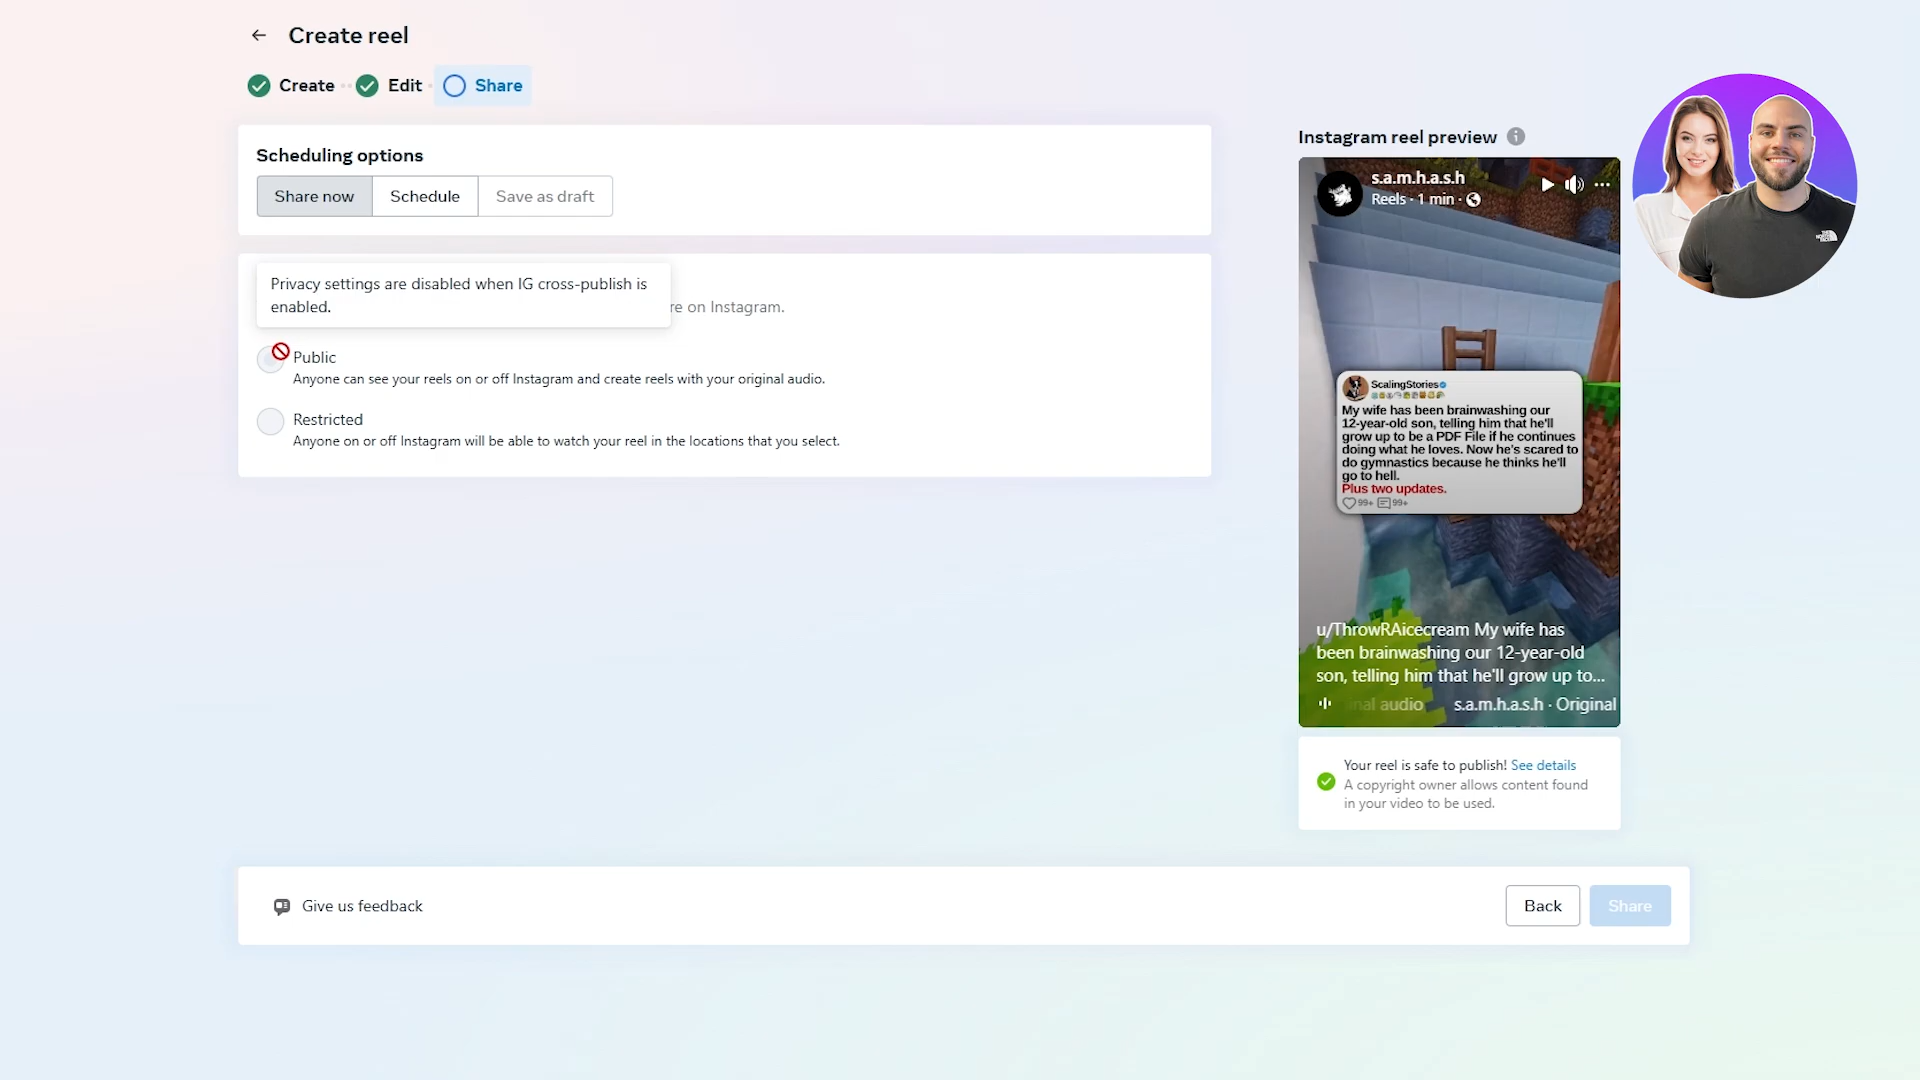 Create reel
Create
Edit
Share
Scheduling options
Share now
Schedule
Save as draft
Privacy settings are disabled when IG cross-publish is
enabled.
re on Instagram.
Public
Anyone can see your reels on or off Instagram and create reels with your original audio.
Restricted
Anyone on or off Instagram will be able to watch your reel in the locations that you select.
Instagram reel preview
s.a.m.h.a.s.h
Reels · 1 min ·
ScalingStories
My wife has been brainwashing our
12-year-old son, telling him that he'll
grow up to be a PDF File if he continues
doing what he loves. Now he's scared to
do gymnastics because he thinks he'll
go to hell.
Plus two updates.
99+ 99+
u/ThrowRAicecream My wife has
been brainwashing our 12-year-old
son, telling him that he'll grow up to...
inal audio s.a.m.h.a.s.h · Original
Your reel is safe to publish! See details
A copyright owner allows content found
in your video to be used.
THE NORTH FACE
Give us feedback
Back
Share